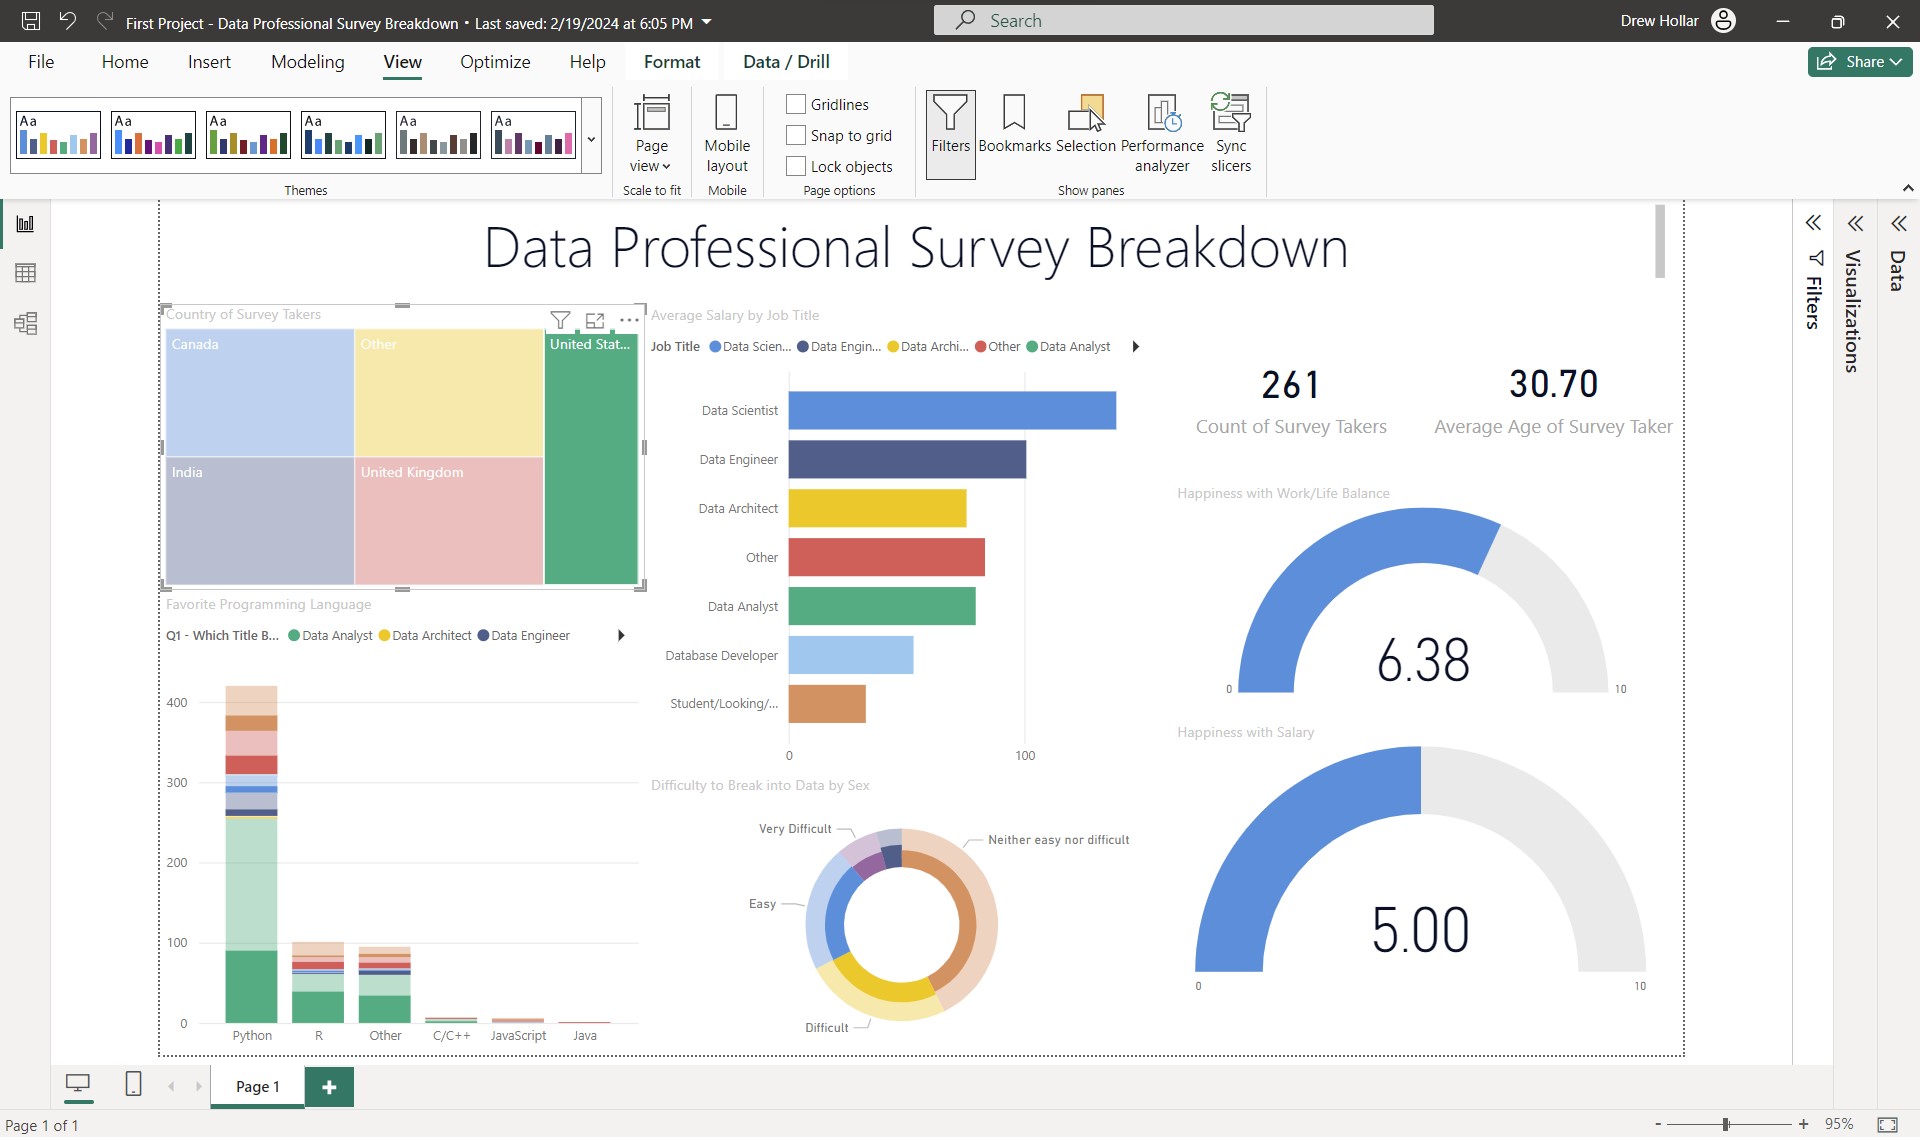 First Project - Data Professional Survey Breakdown • Last saved: 2/19/2024 at 6:05 PM
Search
Drew Hollar
File Home Insert Modeling View Optimize Help Format Data / Drill
Share
Aa Aa Aa Aa Aa Aa
Themes
Page view
Scale to fit
Mobile layout
Mobile
Gridlines
Snap to grid
Lock objects
Page options
Filters
Bookmarks
Selection
Performance analyzer
Sync slicers
Show panes
Data Professional Survey Breakdown
Filters
Visualizations
Data
Country of Survey Takers
Canada
Other
United Stat...
India
United Kingdom
Average Salary by Job Title
Job Title Data Scien... Data Engin... Data Archi... Other Data Analyst
Data Scientist
Data Engineer
Data Architect
Other
Data Analyst
Database Developer
Student/Looking/...
0 100
261
Count of Survey Takers
30.70
Average Age of Survey Taker
Happiness with Work/Life Balance
6.38
0 10
Happiness with Salary
5.00
0 10
Favorite Programming Language
Q1 - Which Title B... Data Analyst Data Architect Data Engineer
400
300
200
100
0
Python R Other C/C++ JavaScript Java
Difficulty to Break into Data by Sex
Very Difficult
Neither easy nor difficult
Easy
Difficult
Page 1
+
Page 1 of 1
- + 95%